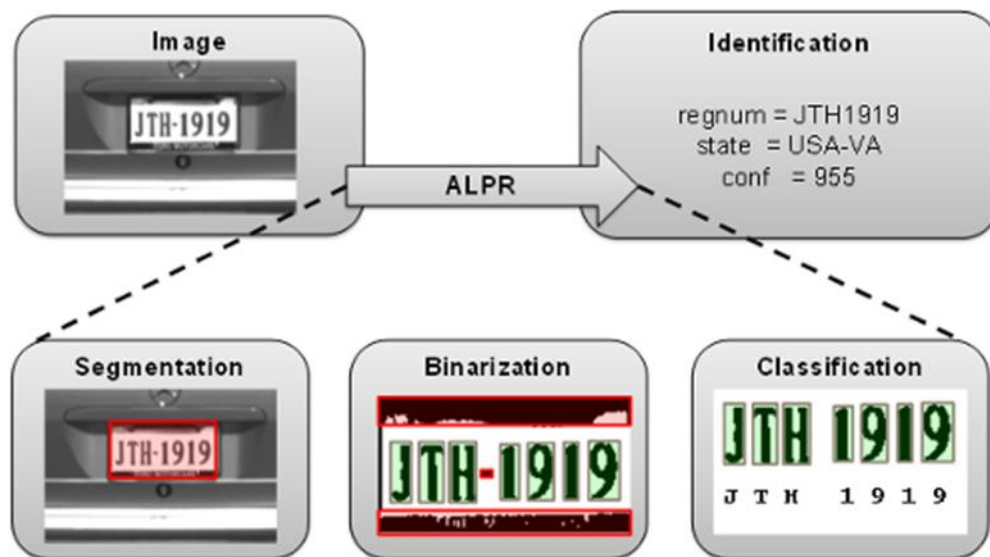 Image
JTH-1919
Identification
regnum = JTH1919
state = USA-VA
conf = 955
ALPR
Segmentation
JTH-1919
Binarization
JTH-1919
Classification
JTH 1919
J T H 1 9 1 9